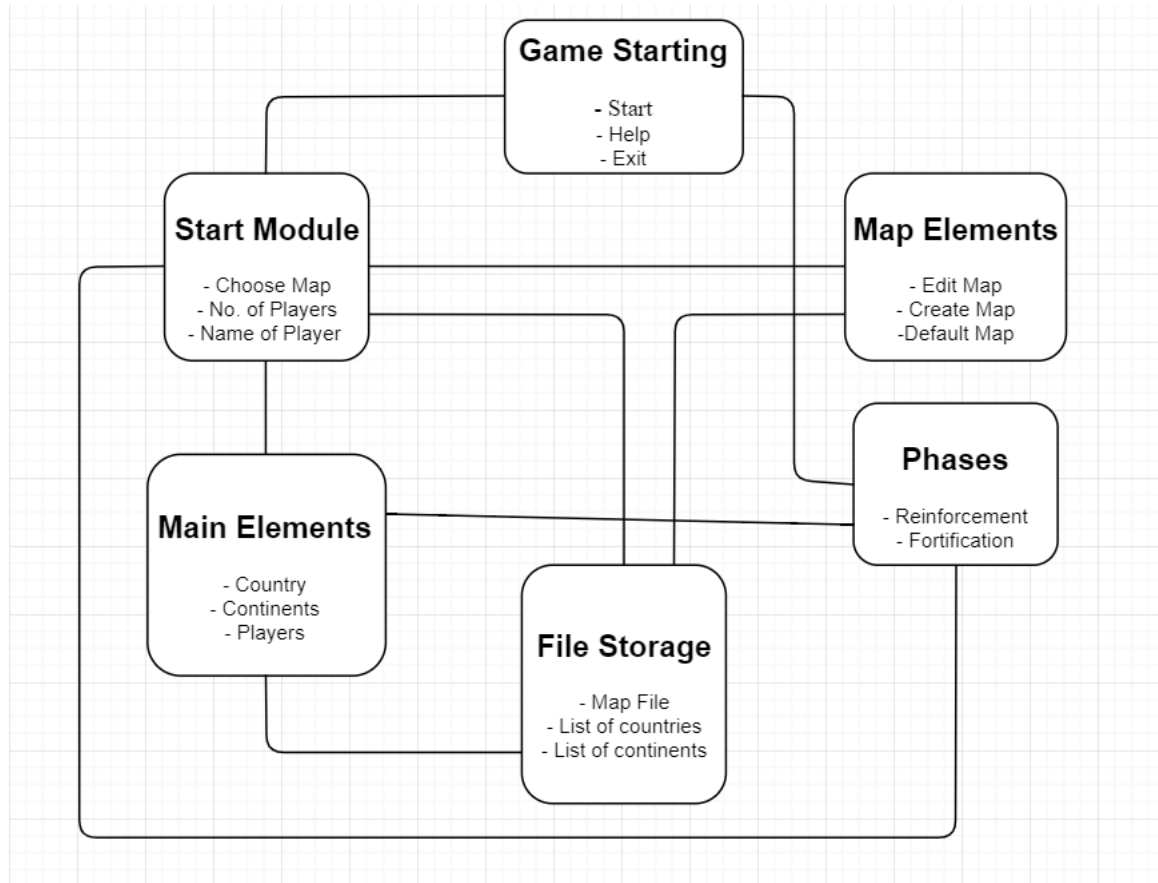 Game Starting
- Start
- Help
- Exit
Start Module
- Choose Map
- No. of Players
- Name of Player
Map Elements
- Edit Map
- Create Map
-Default Map
Phases
- Reinforcement
- Fortification
Main Elements
- Country
- Continents
- Players
File Storage
- Map File
- List of countries
- List of continents